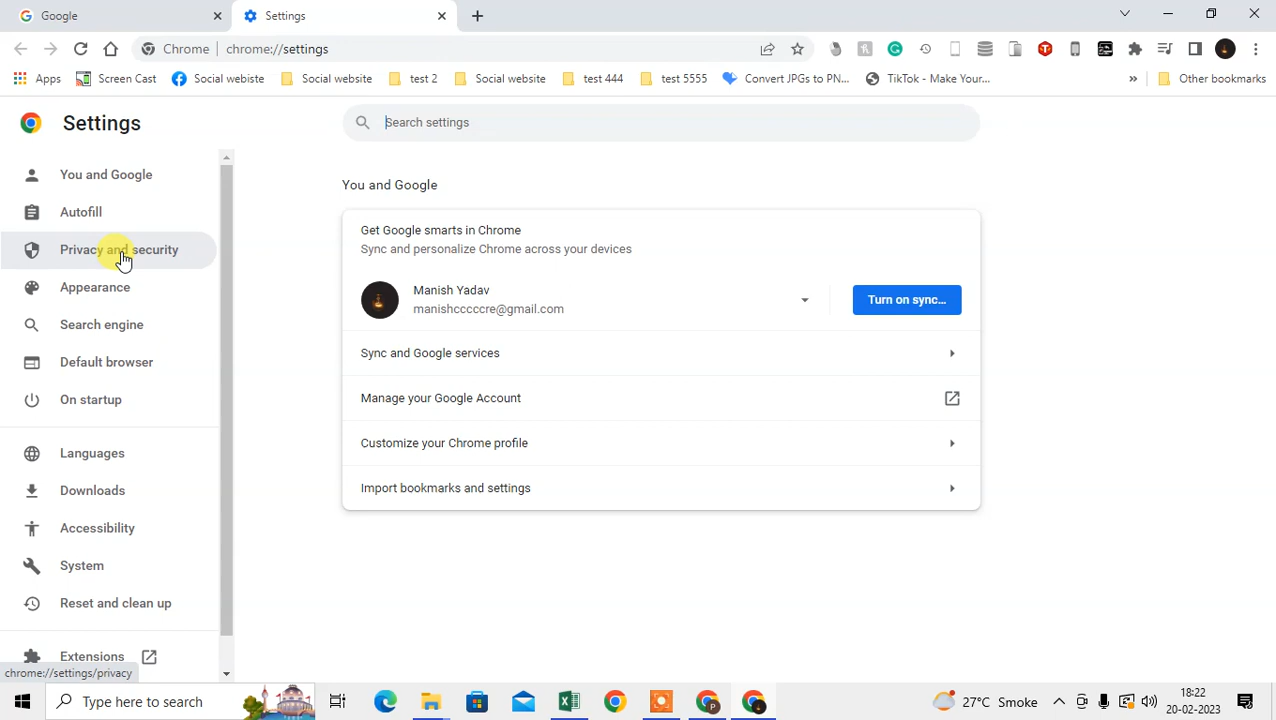 Google
Settings
Chrome chrome://settings
Apps
Screen Cast
Social webiste
Social website
test 2
Social website
test 444
test 5555
Convert JPGs to PN...
TikTok - Make Your...
»
Other bookmarks
Settings
Search settings
You and Google
Autofill
Privacy and security
Appearance
Search engine
Default browser
On startup
Languages
Downloads
Accessibility
System
Reset and clean up
Extensions
chrome://settings/privacy
You and Google
Get Google smarts in Chrome
Sync and personalize Chrome across your devices
Manish Yadav
manishcccccre@gmail.com
Turn on sync...
Sync and Google services
Manage your Google Account
Customize your Chrome profile
Import bookmarks and settings
Type here to search
27°C Smoke
18:22
20-02-2023